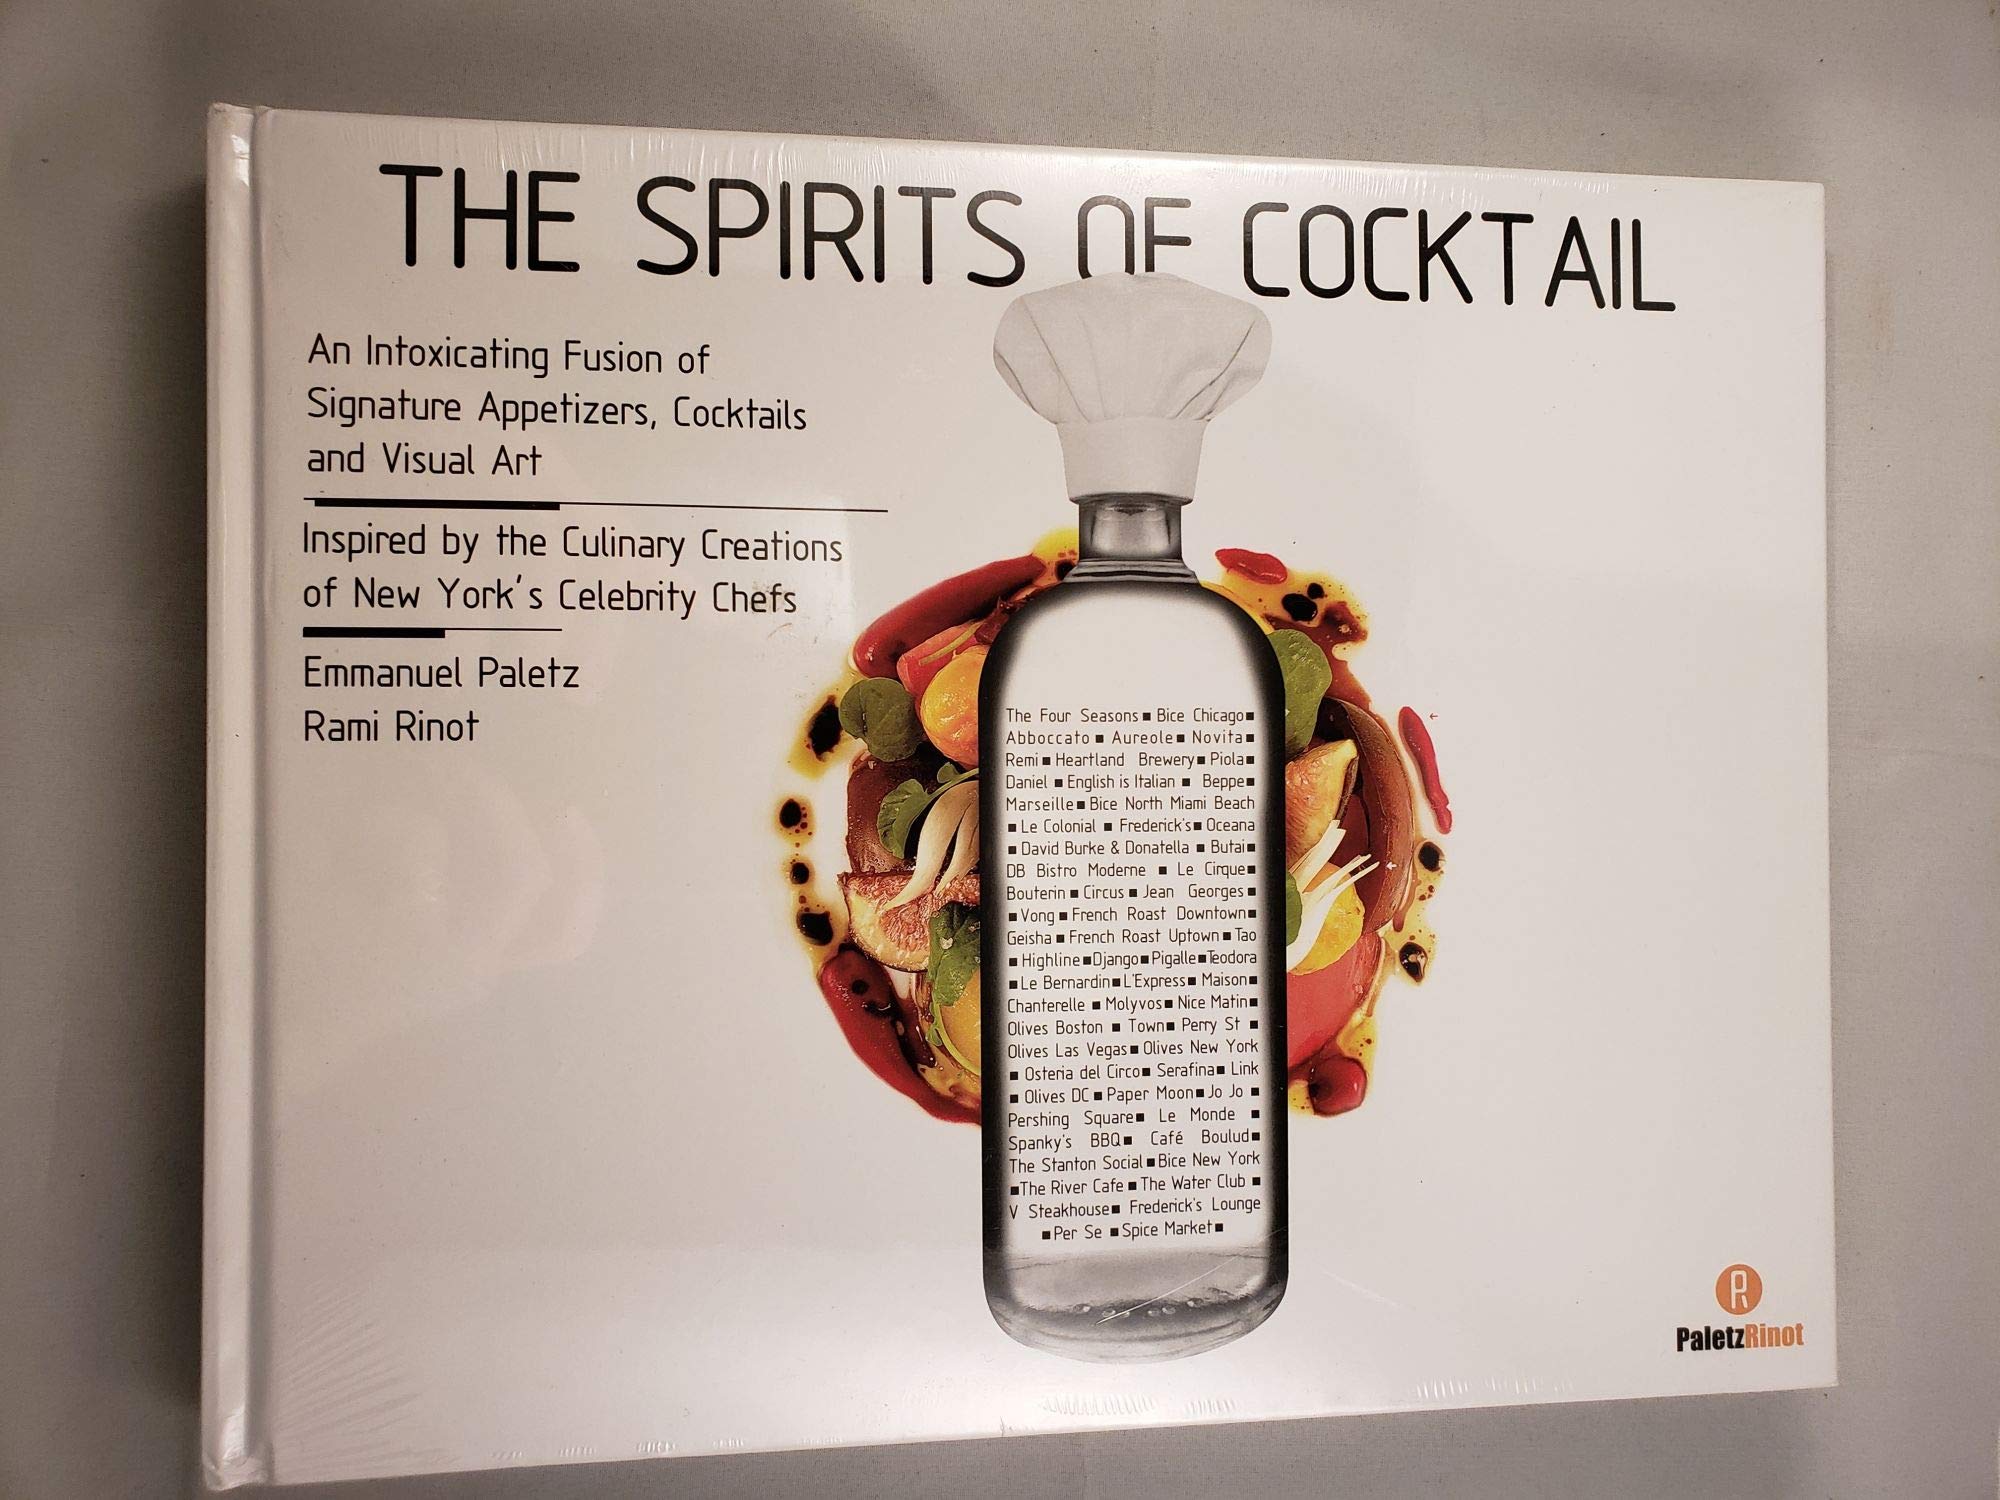 THE SPIRITS OF COCKTAIL
An Intoxicating Fusion of
Signature Appetizers, Cocktails
and Visual Art
Inspired by the Culinary Creations
of New York's Celebrity Chefs
Emmanuel Paletz
Rami Rinot
The Four Seasons ■ Bice Chicago ■
Abboccato ■ Aureole ■ Novita ■
Remi ■ Heartland Brewery ■ Piola ■
Daniel ■ English is Italian ■ Beppe ■
Marseille ■ Bice North Miami Beach
■ Le Colonial ■ Frederick's ■ Oceana
■ David Burke & Donatella ■ Butai ■
DB Bistro Moderne ■ Le Cirque ■
Bouterin ■ Circus ■ Jean Georges ■
■ Vong ■ French Roast Downtown ■
Geisha ■ French Roast Uptown ■ Tao
■ Highline ■ Django ■ Pigalle ■ Teodora
■ Le Bernardin ■ L'Express ■ Maison ■
Chanterelle ■ Molyvos ■ Nice Matin ■
Olives Boston ■ Town ■ Perry St ■
Olives Las Vegas ■ Olives New York
■ Osteria del Circo ■ Serafina ■ Link
■ Olives DC ■ Paper Moon ■ Jo Jo ■
Pershing Square ■ Le Monde ■
Spanky's BBQ ■ Café Boulud ■
The Stanton Social ■ Bice New York
■ The River Cafe ■ The Water Club ■
V Steakhouse ■ Frederick's Lounge
■ Per Se ■ Spice Market ■
R
PaletzRinot